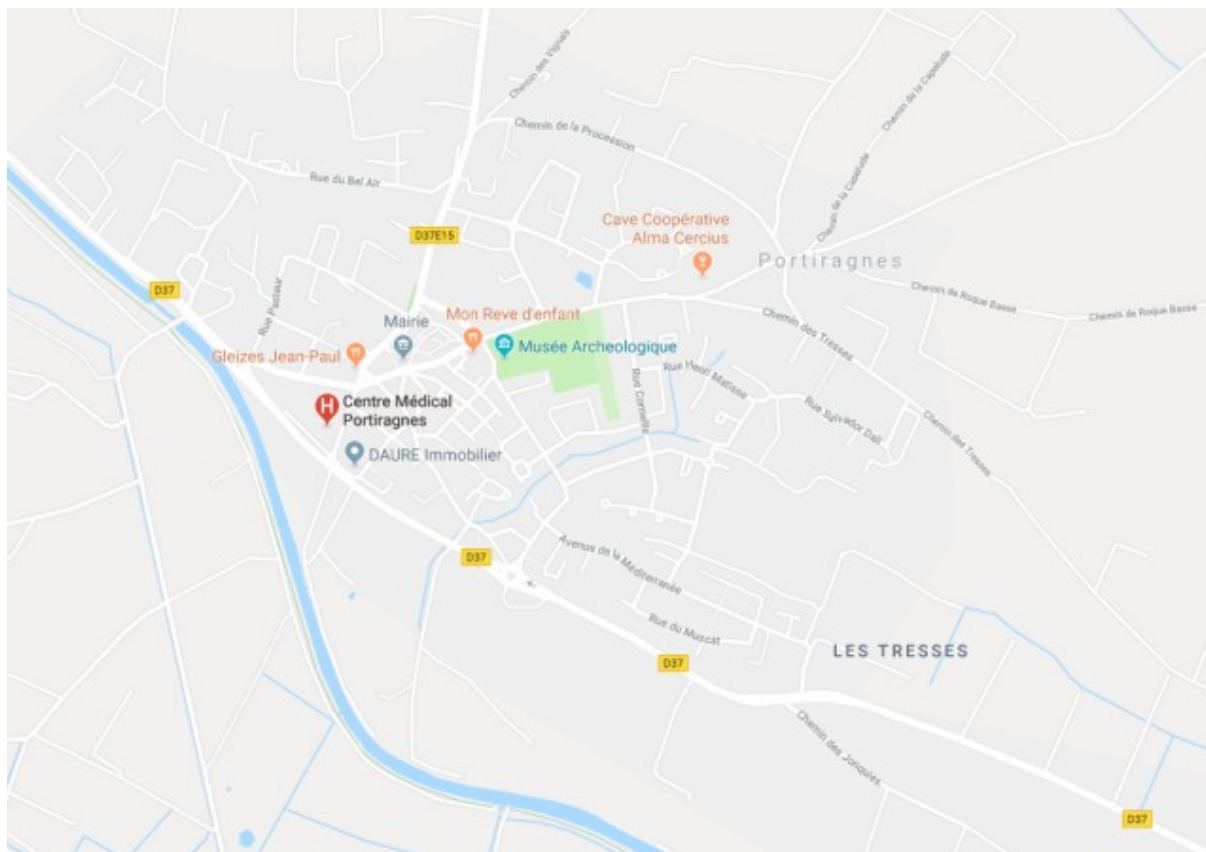 Chemin des Vignals
Chemin de la Capelude
Chemin de la Procession
Rue du Bel Air
Chemin de la Capelude
Cave Coopérative
Alma Cercius
D37E15
Portiragnes
D37
Chemin de Roque Basse
Chemin de Roque Basse
Rue Pasteur
Mairie
Mon Reve d'enfant
Chemin des Tresses
Gleizes Jean-Paul
Musée Archeologique
Rue Henri Matisse
Rue Corneille
Centre Médical
Portiragnes
Rue Salvador Dali
DAURE Immobilier
Chemin des Tresses
D37
Avenue de la Méditerranée
Rue du Muscat
LES TRESSES
D37
Chemin des Jonquies
D37